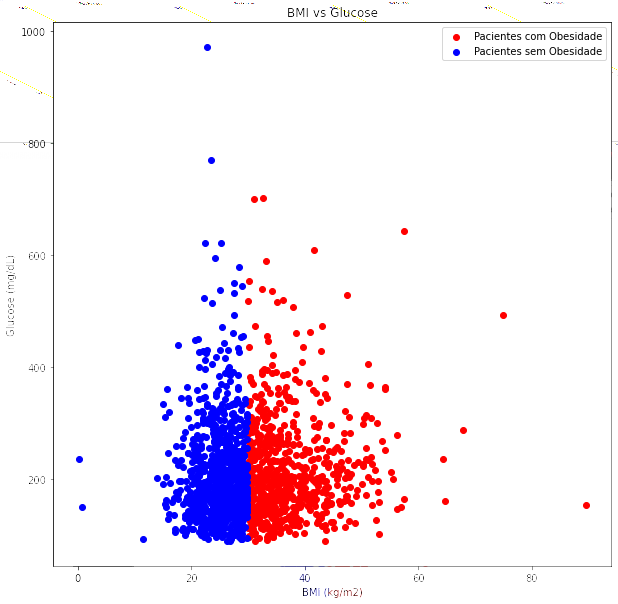 BMI vs Glucose
Pacientes com Obesidade
Pacientes sem Obesidade
1000
800
600
400
200
Glucose (mg/dL)
0
20
40
60
80
BMI (kg/m2)